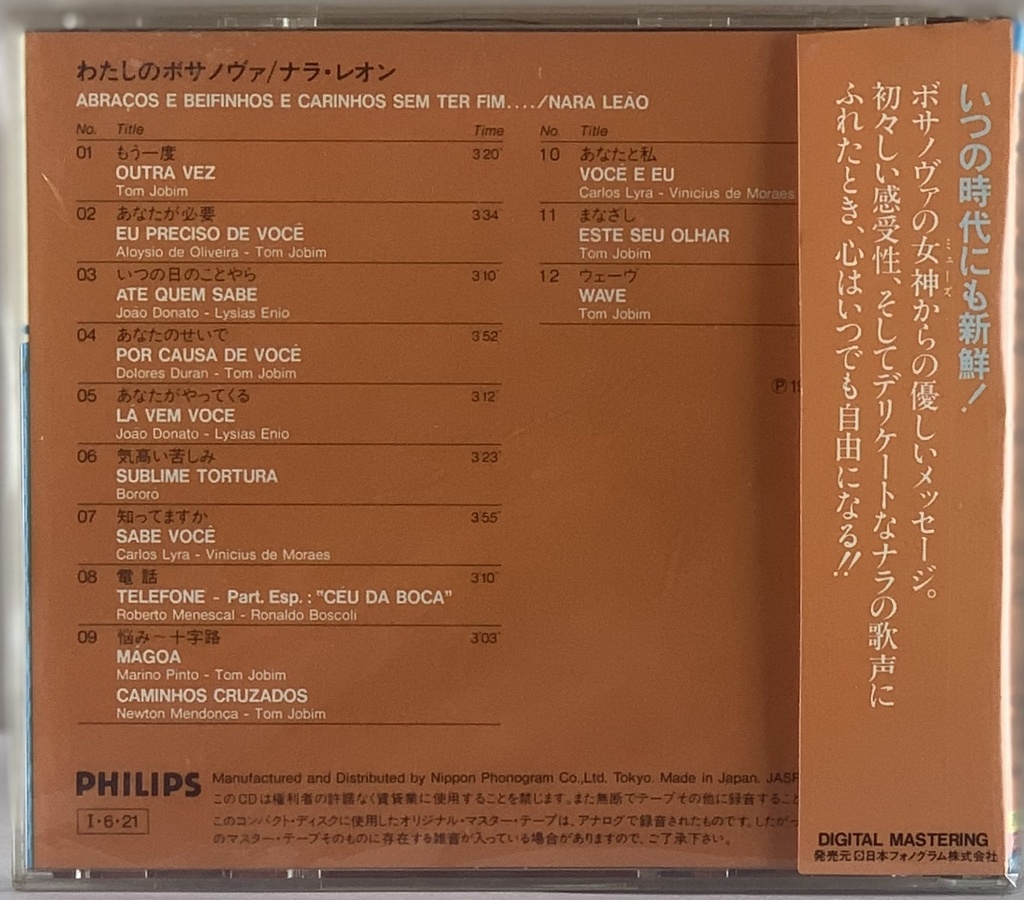 わたしのボサノヴァ/ナラ・レオン
ABRAÇOS E BEIFINHOS E CARINHOS SEM TER FIM..../NARA LEÃO
No. Title Time
01 もう一度 3'20"
OUTRA VEZ
Tom Jobim
02 あなたが必要 3'34"
EU PRECISO DE VOCÊ
Aloysio de Oliveira - Tom Jobim
03 いつの日のことやら 3'10"
ATE QUEM SABE
João Donato - Lysias Enio
04 あなたのせいで 3'52"
POR CAUSA DE VOCÊ
Dolores Duran - Tom Jobim
05 あなたがやってくる 3'12"
LÁ VEM VOCE
João Donato - Lysias Enio
06 気高い苦しみ 3'23"
SUBLIME TORTURA
Bororo
07 知ってますか 3'55"
SABE VOCÊ
Carlos Lyra - Vinicius de Moraes
08 電話 3'10"
TELEFONE - Part. Esp. : "CÉU DA BOCA"
Roberto Menescal - Ronaldo Boscoli
09 悩み〜十字路 3'03"
MÁGOA
Marino Pinto - Tom Jobim
CAMINHOS CRUZADOS
Newton Mendonça - Tom Jobim
No. Title
10 あなたと私
VOCÊ E EU
Carlos Lyra - Vinicius de Moraes
11 まなざし
ESTE SEU OLHAR
Tom Jobim
12 ウェーヴ
WAVE
Tom Jobim
Ⓟ19
PHILIPS
I・6・21
Manufactured and Distributed by Nippon Phonogram Co.,Ltd. Tokyo. Made in Japan. JASR
このCDは権利者の許諾なく賃貸業に使用することを禁じます。また無断でテープその他に録音すること
このコンパクト・ディスクに使用したオリジナル・マスター・テープは、アナログで録音されたものです。したがっ
のマスター・テープそのものに存在する雑音が入っている場合がありますので、ご了承下さい。
いつの時代にも新鮮!
ボサノヴァの女神からの優しいメッセージ。
ミューズ
初々しい感受性、そしてデリケートなナラの歌声に
ふれたとき、心はいつでも自由になる!!
DIGITAL MASTERING
発売元 日本フォノグラム株式会社